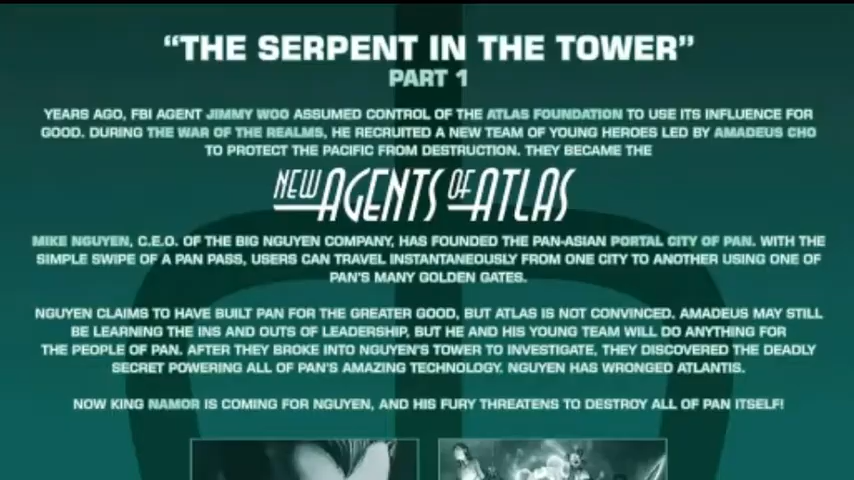 “THE SERPENT IN THE TOWER”
PART 1
YEARS AGO, FBI AGENT JIMMY WOO ASSUMED CONTROL OF THE ATLAS FOUNDATION TO USE ITS INFLUENCE FOR
GOOD. DURING THE WAR OF THE REALMS, HE RECRUITED A NEW TEAM OF YOUNG HEROES LED BY AMADEUS CHO
TO PROTECT THE PACIFIC FROM DESTRUCTION. THEY BECAME THE
NEW AGENTS OF ATLAS
MIKE NGUYEN, C.E.O. OF THE BIG NGUYEN COMPANY, HAS FOUNDED THE PAN-ASIAN PORTAL CITY OF PAN. WITH THE
SIMPLE SWIPE OF A PAN PASS, USERS CAN TRAVEL INSTANTANEOUSLY FROM ONE CITY TO ANOTHER USING ONE OF
PAN'S MANY GOLDEN GATES.
NGUYEN CLAIMS TO HAVE BUILT PAN FOR THE GREATER GOOD, BUT ATLAS IS NOT CONVINCED. AMADEUS MAY STILL
BE LEARNING THE INS AND OUTS OF LEADERSHIP, BUT HE AND HIS YOUNG TEAM WILL DO ANYTHING FOR
THE PEOPLE OF PAN. AFTER THEY BROKE INTO NGUYEN'S TOWER TO INVESTIGATE, THEY DISCOVERED THE DEADLY
SECRET POWERING ALL OF PAN'S AMAZING TECHNOLOGY. NGUYEN HAS WRONGED ATLANTIS.
NOW KING NAMOR IS COMING FOR NGUYEN, AND HIS FURY THREATENS TO DESTROY ALL OF PAN ITSELF!